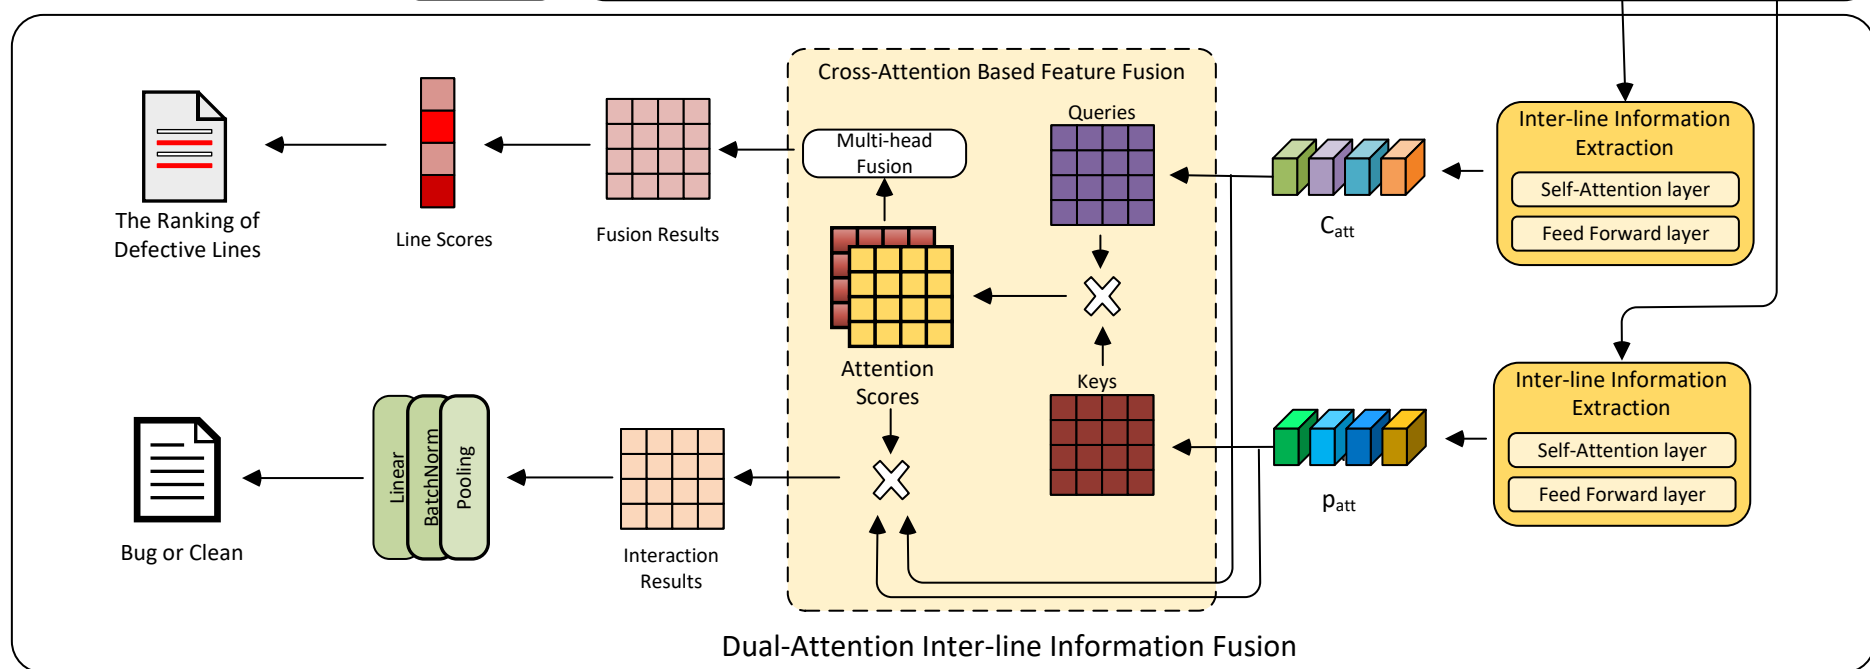 Cross-Attention Based Feature Fusion
Queries
Multi-head
Fusion
Inter-line Information
Extraction
Self-Attention layer
Feed Forward layer
C_att
The Ranking of
Defective Lines
Line Scores
Fusion Results
Attention
Scores
Keys
Inter-line Information
Extraction
Self-Attention layer
Feed Forward layer
p_att
Linear
BatchNorm
Pooling
Bug or Clean
Interaction
Results
Dual-Attention Inter-line Information Fusion